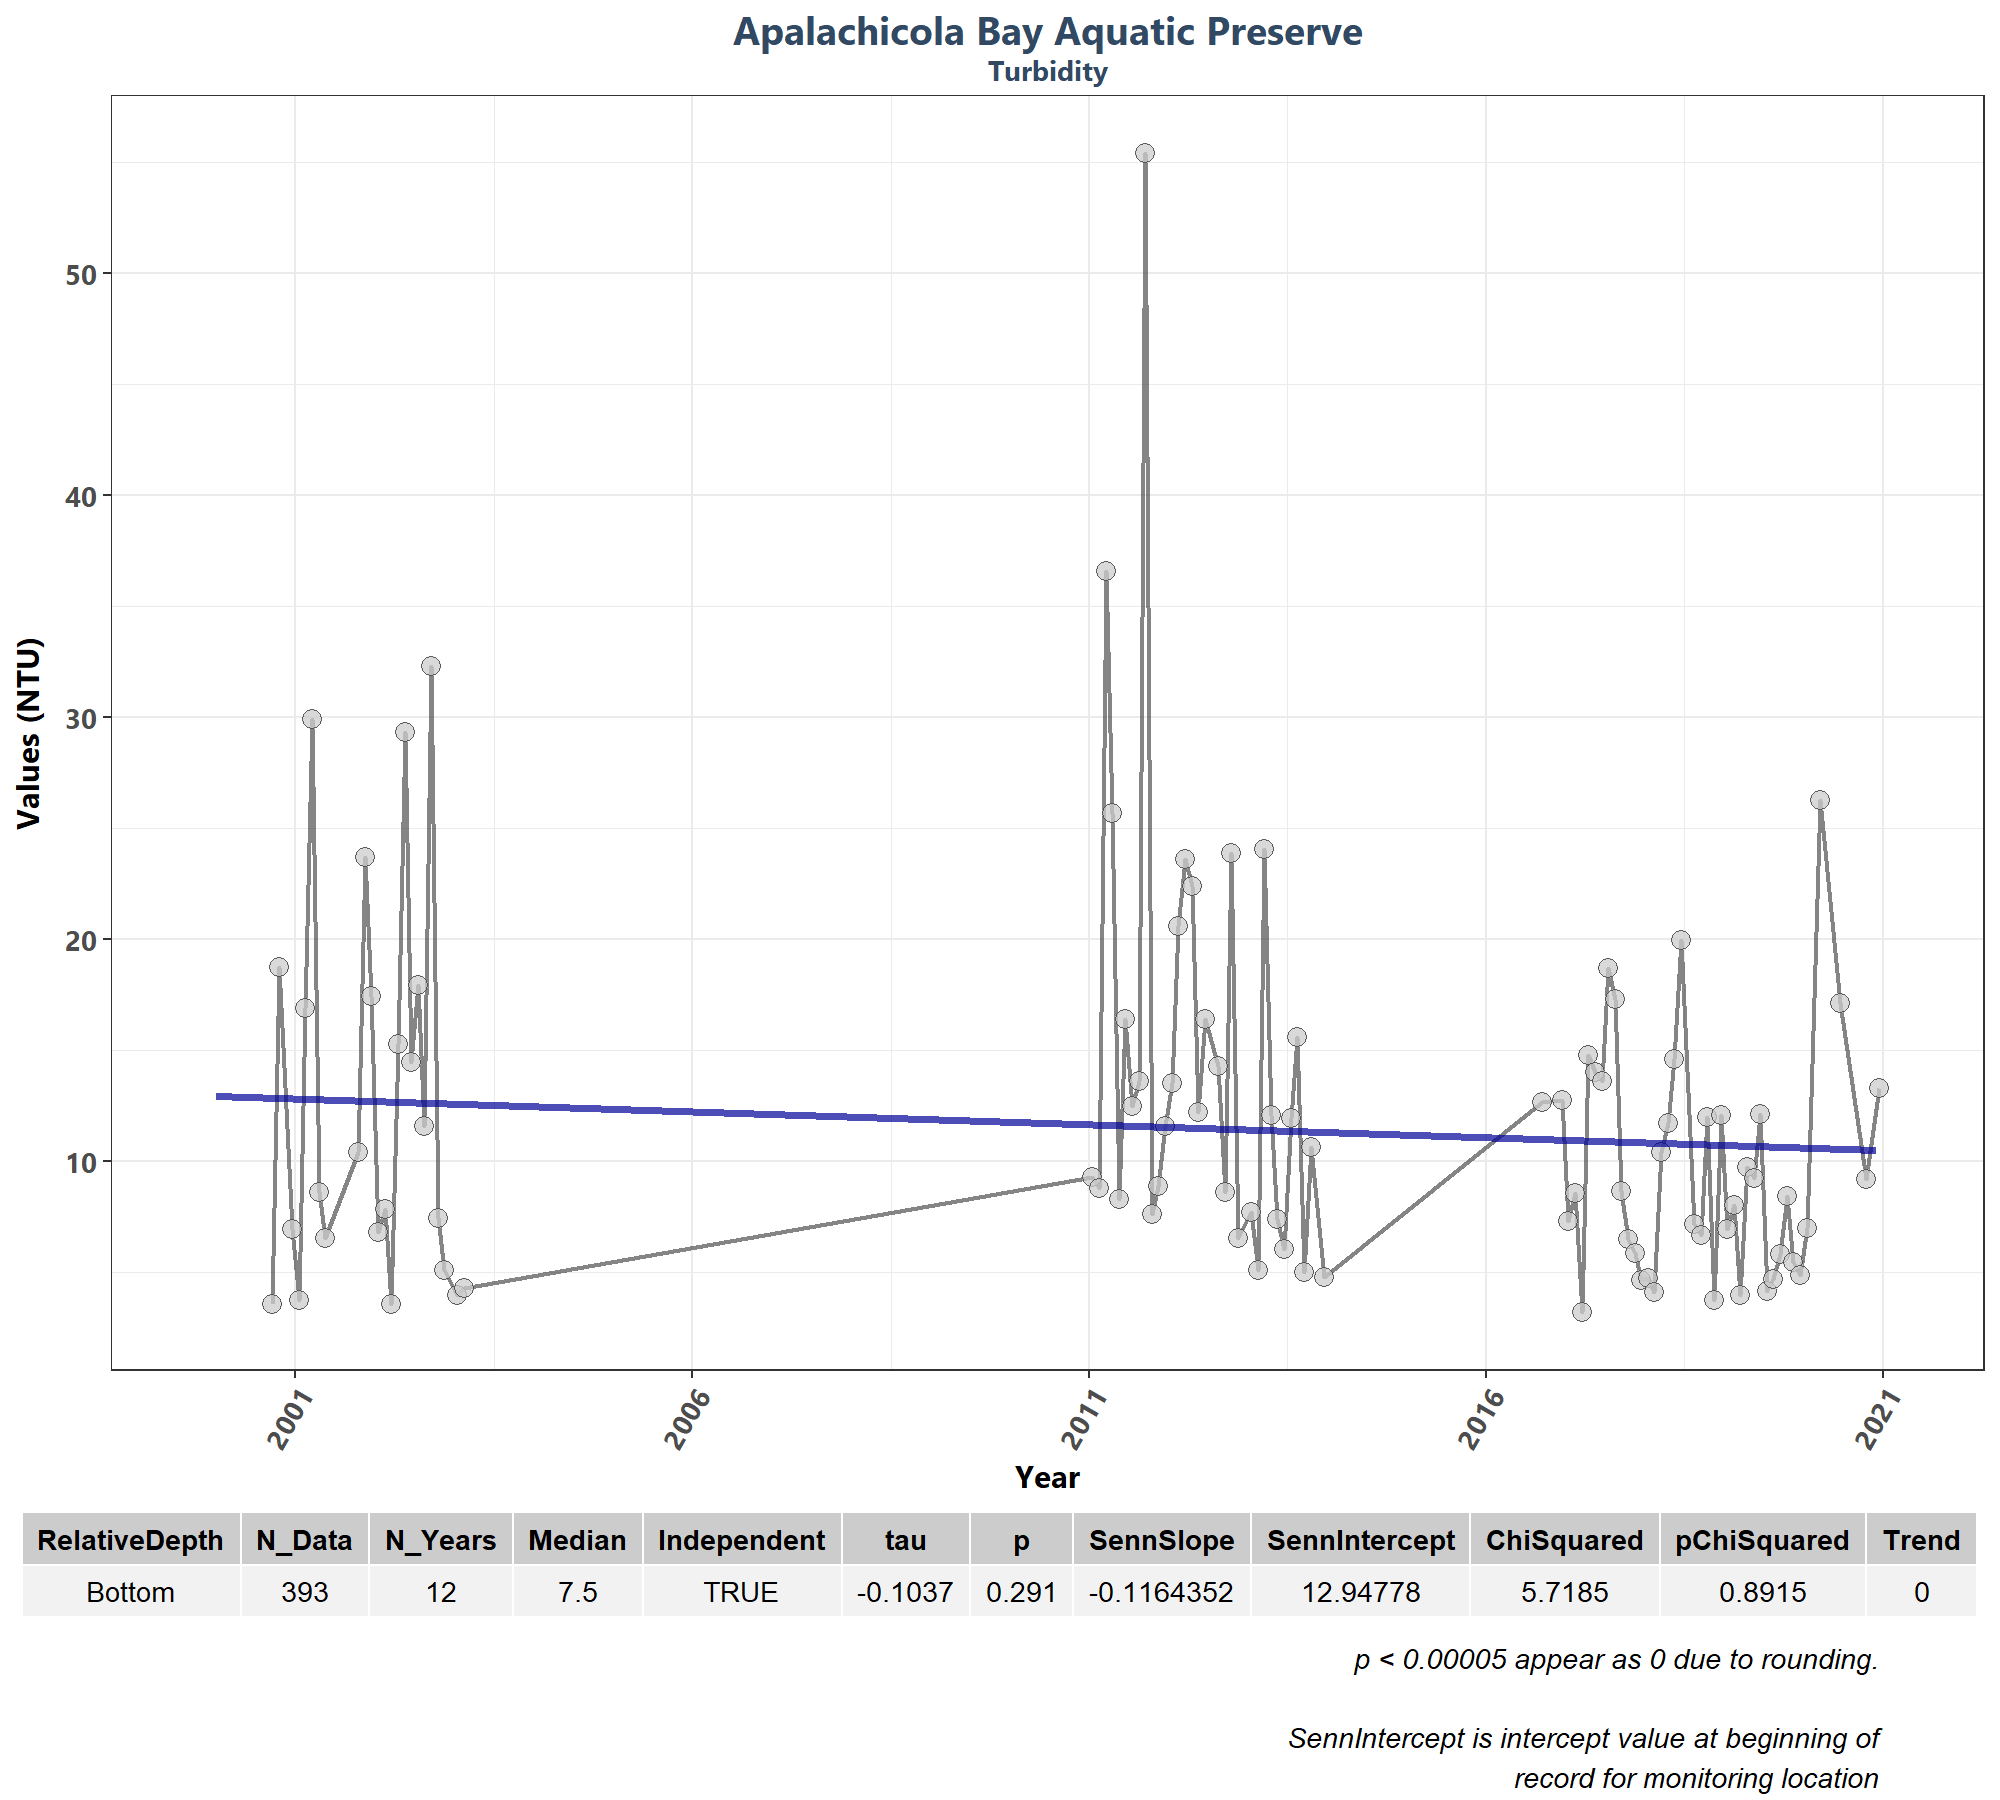 Apalachicola Bay Aquatic Preserve
Turbidity
Values (NTU)
50
40
30
20
10
2001
2006
2011
2016
2021
Year
RelativeDepth N_Data N_Years Median Independent tau p SennSlope SennIntercept ChiSquared pChiSquared Trend
Bottom 393 12 7.5 TRUE -0.1037 0.291 -0.1164352 12.94778 5.7185 0.8915 0
p < 0.00005 appear as 0 due to rounding.
SennIntercept is intercept value at beginning of
record for monitoring location